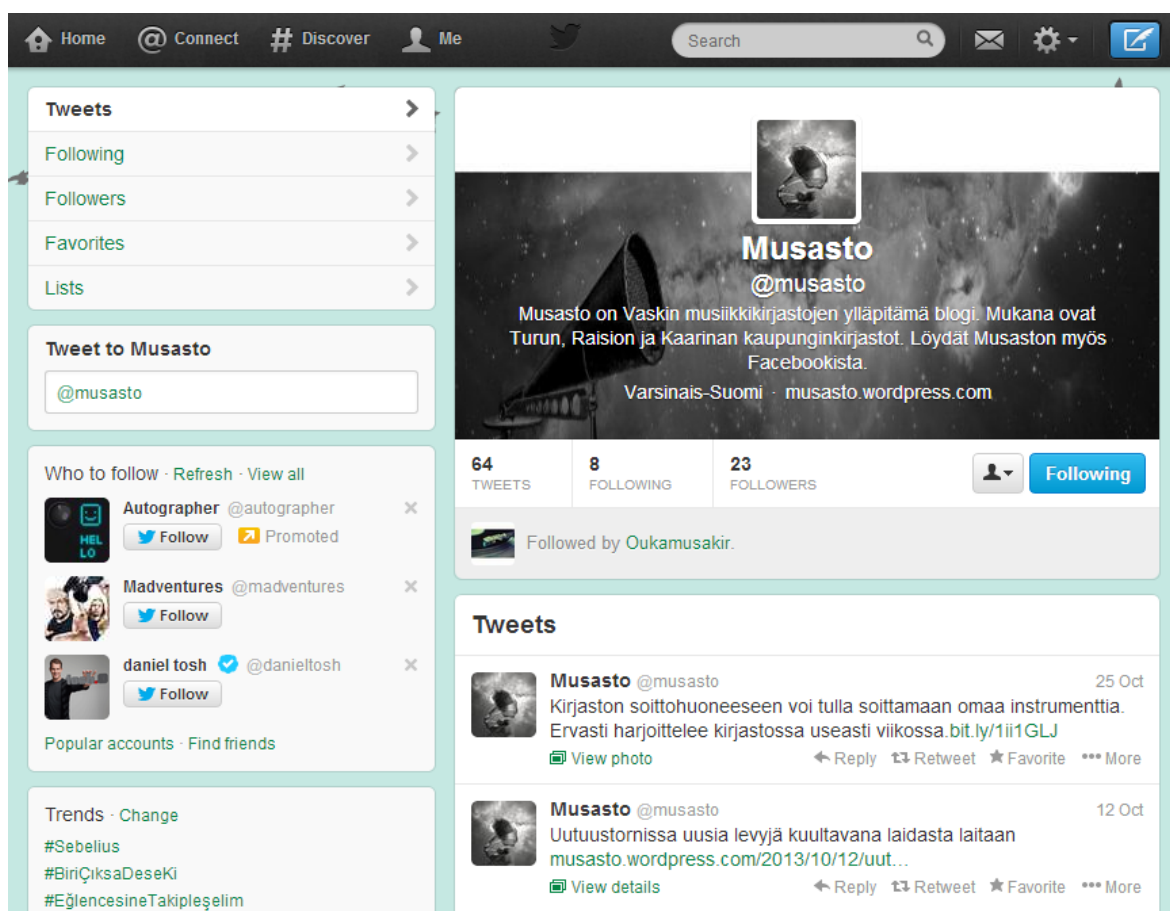 Home Connect # Discover Me
Search
Tweets
Following
Followers
Favorites
Lists
Tweet to Musasto
@musasto
Who to follow · Refresh · View all
Autographer @autographer
Follow Promoted
HEL
LO
Madventures @madventures
Follow
daniel tosh @danieltosh
Follow
Popular accounts · Find friends
Trends · Change
#Sebelius
#BiriÇıksaDeseKi
#EğlencesineTakipleşelim
Musasto
@musasto
Musasto on Vaskin musiikkikirjastojen ylläpitämä blogi. Mukana ovat
Turun, Raision ja Kaarinan kaupunginkirjastot. Löydät Musaston myös
Facebookista.
Varsinais-Suomi · musasto.wordpress.com
64 8 23
TWEETS FOLLOWING FOLLOWERS
Following
Followed by Oukamusakir.
Tweets
Musasto @musasto 25 Oct
Kirjaston soittohuoneeseen voi tulla soittamaan omaa instrumenttia.
Ervasti harjoittelee kirjastossa useasti viikossa.bit.ly/1ii1GLJ
View photo Reply Retweet Favorite More
Musasto @musasto 12 Oct
Uutuustornissa uusia levyjä kuultavana laidasta laitaan
musasto.wordpress.com/2013/10/12/uut…
View details Reply Retweet Favorite More